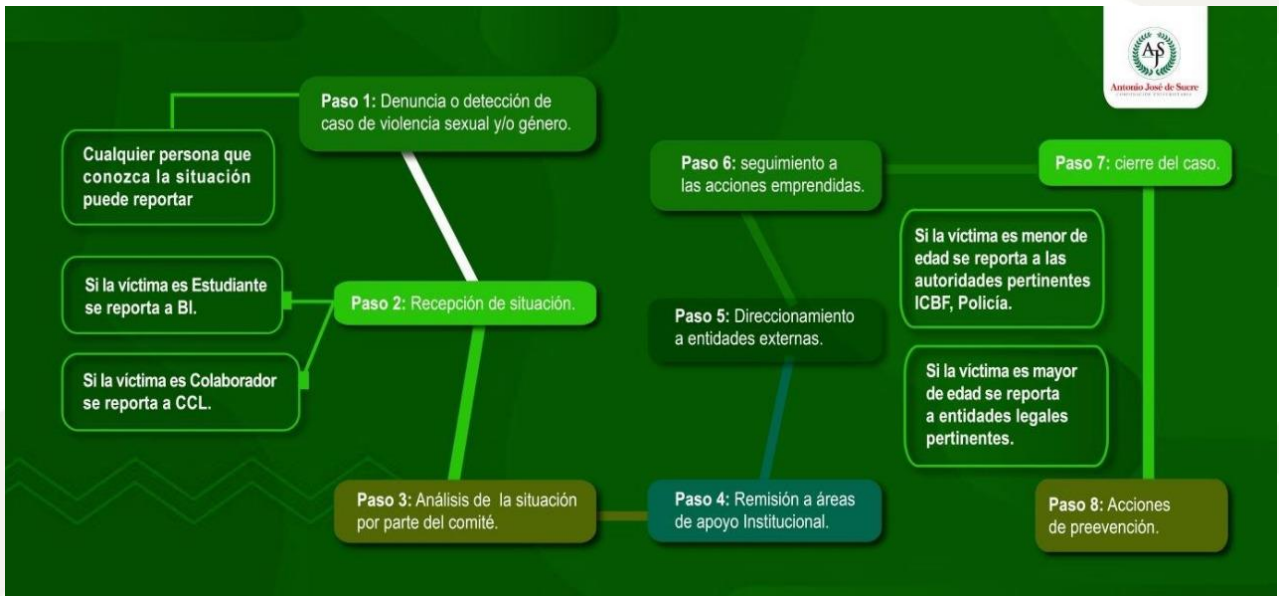 AJS
Antonio José de Sucre
CORPORACIÓN UNIVERSITARIA
Paso 1: Denuncia o detección de
caso de violencia sexual y/o género.
Cualquier persona que
conozca la situación
puede reportar
Paso 2: Recepción de situación.
Si la víctima es Estudiante
se reporta a BI.
Si la víctima es Colaborador
se reporta a CCL.
Paso 3: Análisis de la situación
por parte del comité.
Paso 4: Remisión a áreas
de apoyo Institucional.
Paso 5: Direccionamiento
a entidades externas.
Si la víctima es menor de
edad se reporta a las
autoridades pertinentes
ICBF, Policía.
Si la víctima es mayor
de edad se reporta
a entidades legales
pertinentes.
Paso 6: seguimiento a
las acciones emprendidas.
Paso 7: cierre del caso.
Paso 8: Acciones
de preevención.